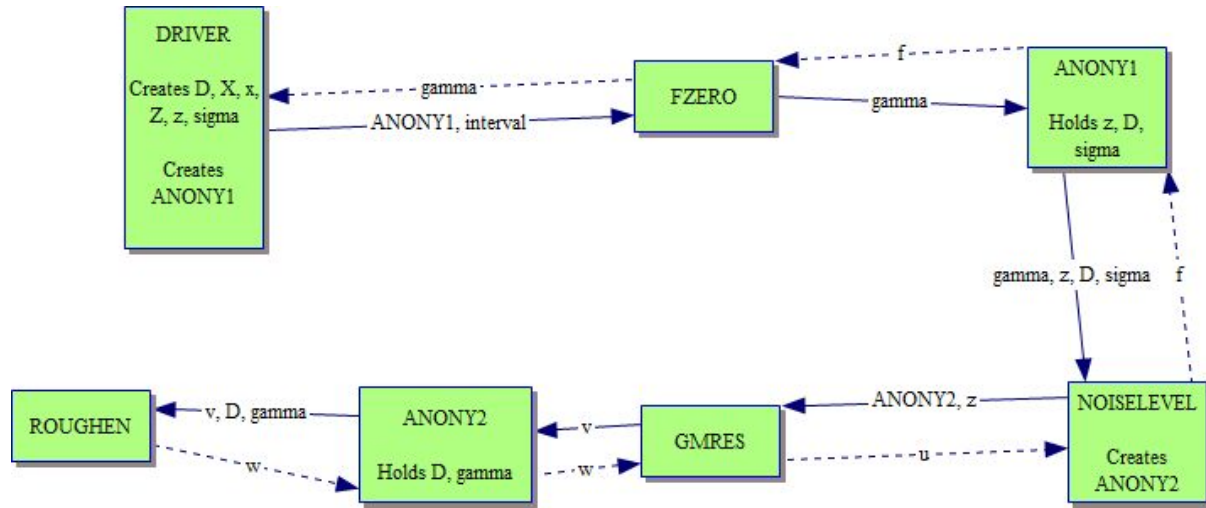 DRIVER
Creates D, X, x,
Z, z, sigma
Creates
ANONY1
gamma
ANONY1, interval
FZERO
f
gamma
ANONY1
Holds z, D,
sigma
gamma, z, D, sigma
f
ROUGHEN
v, D, gamma
w
ANONY2
Holds D, gamma
v
w
GMRES
ANONY2, z
u
NOISELEVEL
Creates
ANONY2